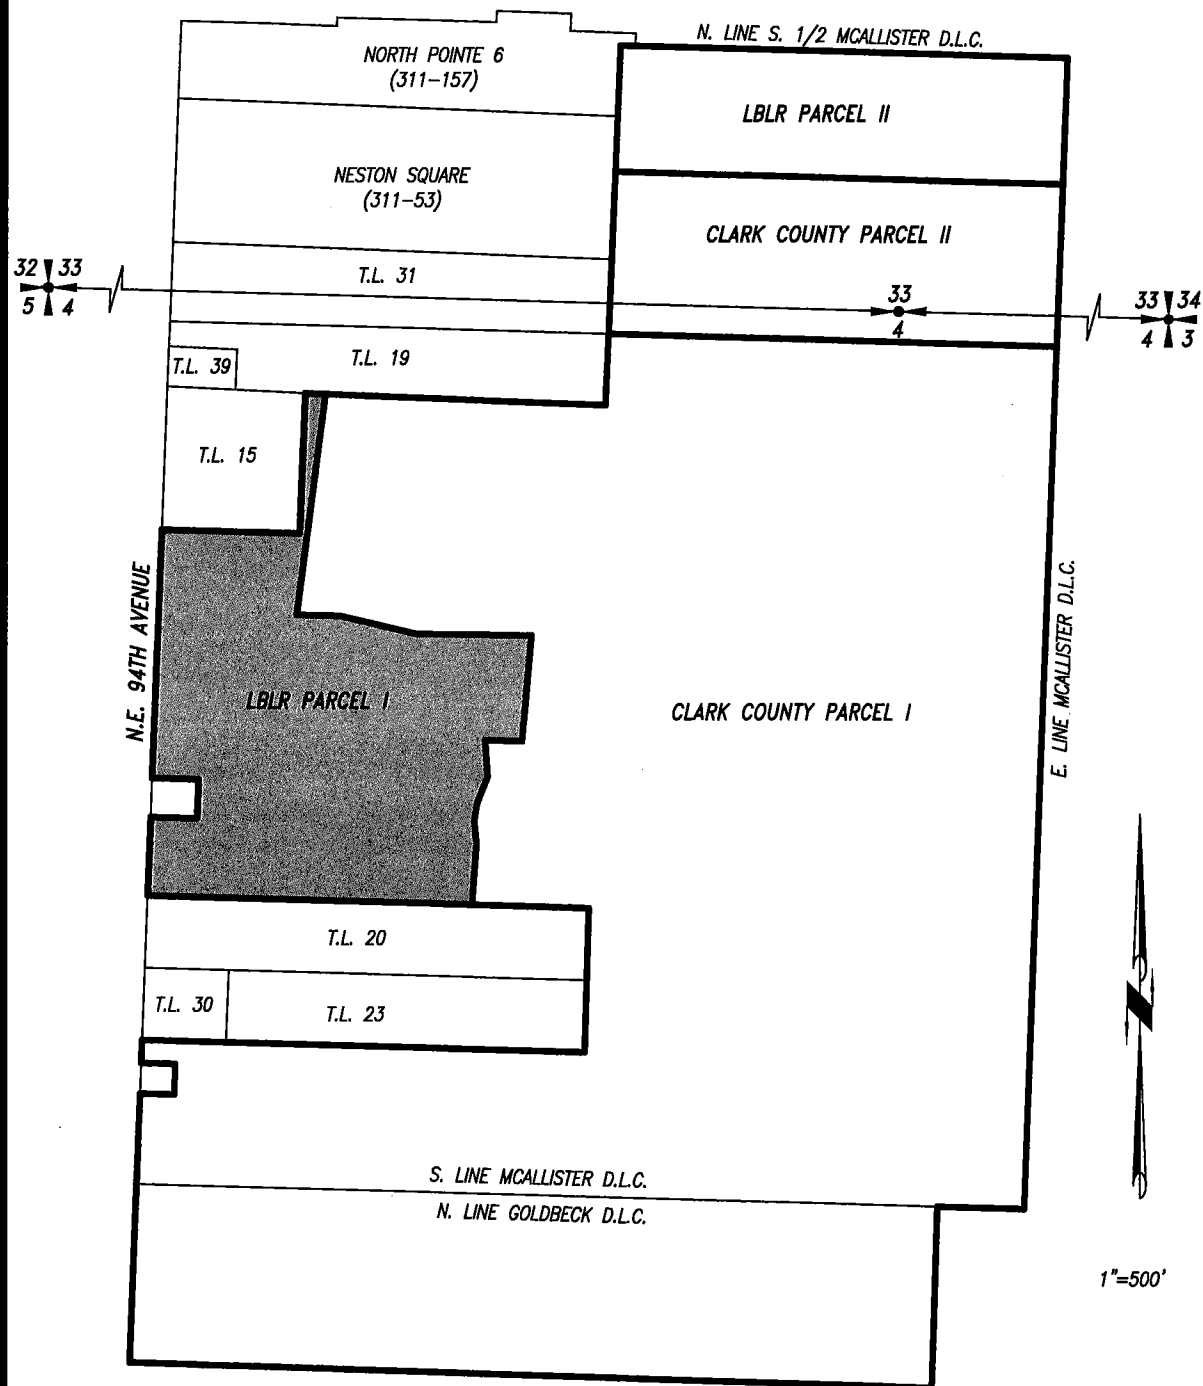 N. LINE S. 1/2 MCALLISTER D.L.C.
NORTH POINTE 6
(311-157)
LBLR PARCEL II
NESTON SQUARE
(311-53)
CLARK COUNTY PARCEL II
32 33
5 4
T.L. 31
33
4
33 34
4 3
T.L. 39
T.L. 19
T.L. 15
N.E. 94TH AVENUE
LBLR PARCEL I
CLARK COUNTY PARCEL I
E. LINE MCALLISTER D.L.C.
T.L. 20
T.L. 30
T.L. 23
S. LINE MCALLISTER D.L.C.
N. LINE GOLDBECK D.L.C.
1"=500'